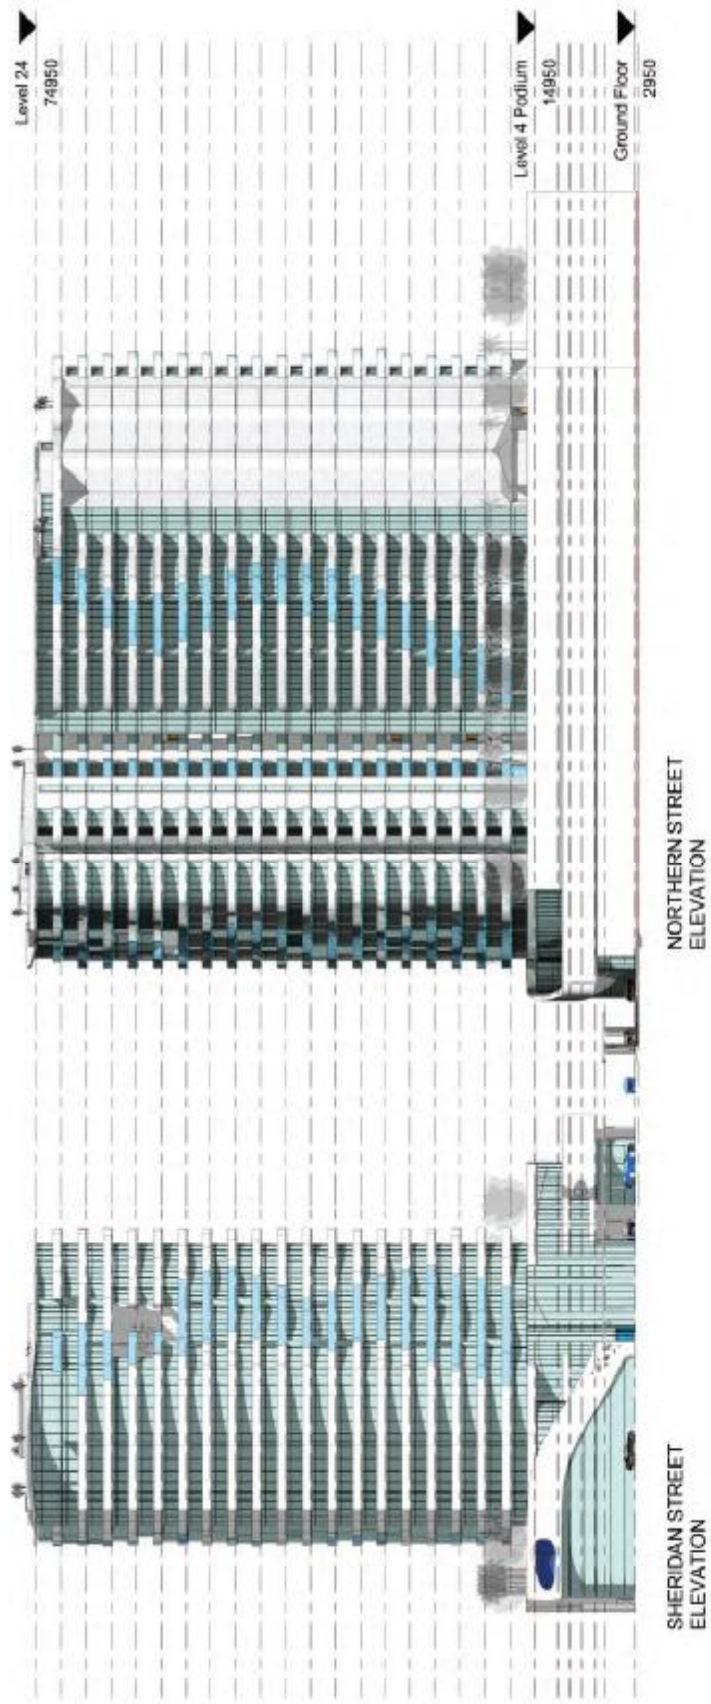 Level 24
74950
Level 4 Podium
14950
Ground Floor
2950
SHERIDAN STREET
ELEVATION
NORTHERN STREET
ELEVATION